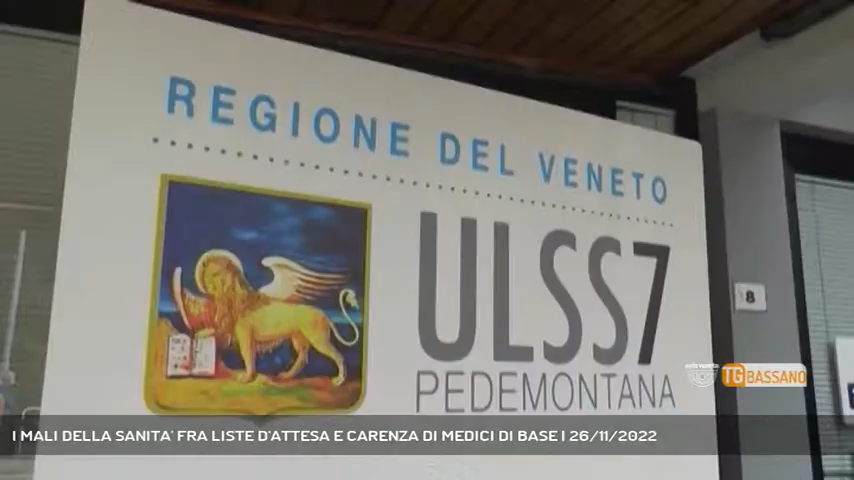 REGIONE DEL VENETO
ULSS7
PEDEMONTANA
8
TG BASSANO
I MALI DELLA SANITA' FRA LISTE D'ATTESA E CARENZA DI MEDICI DI BASE | 26/11/2022